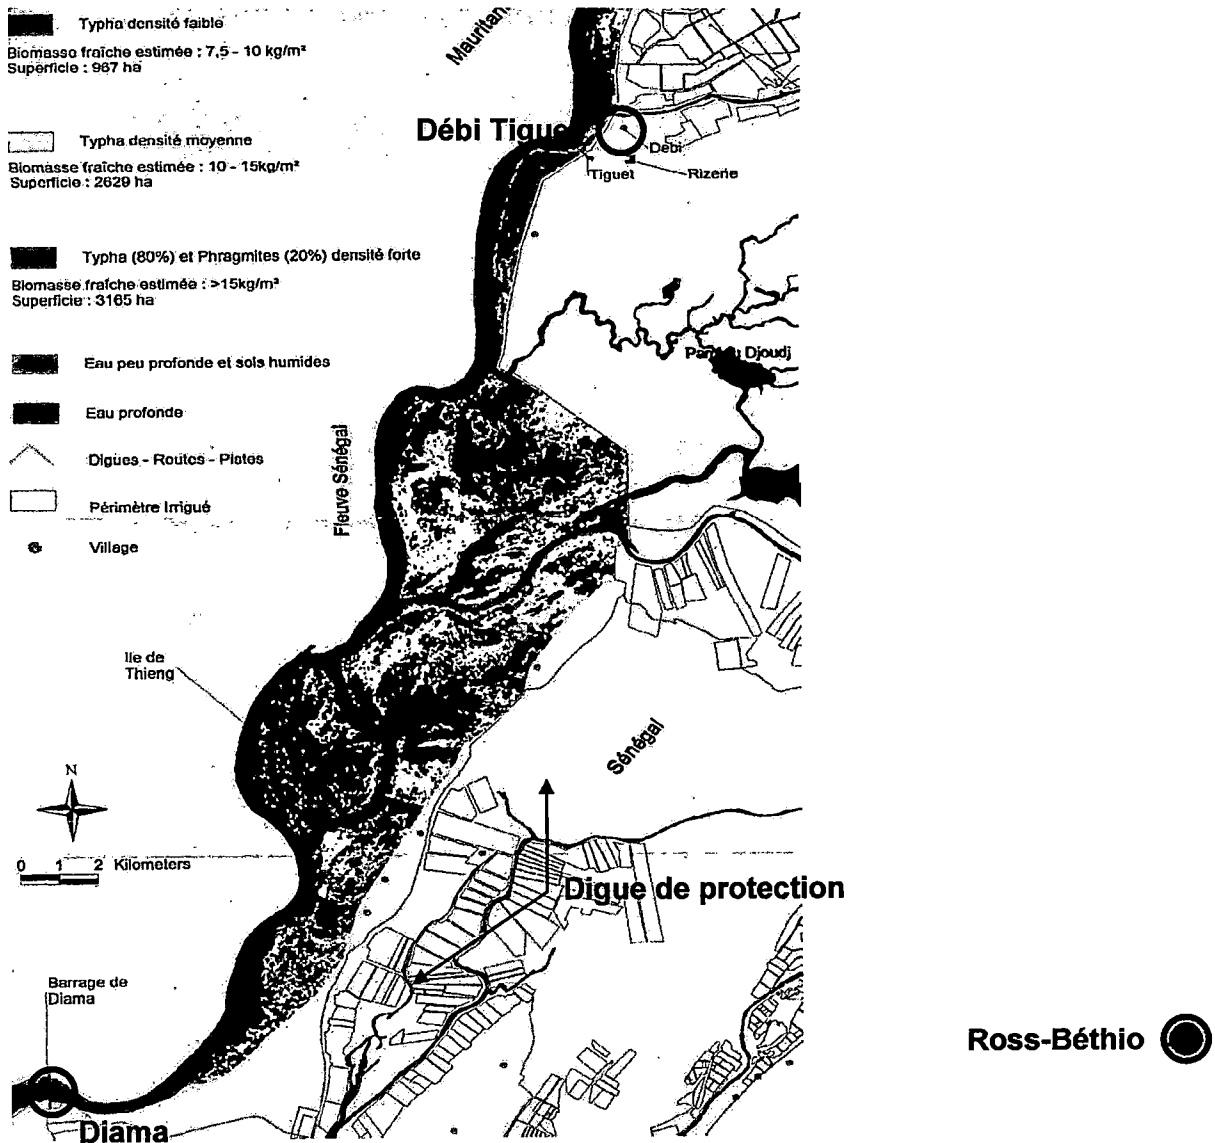 Typha densité faible
Biomasse fraîche estimée : 7,5 - 10 kg/m²
Superficie : 967 ha
Typha densité moyenne
Biomasse fraîche estimée : 10 - 15kg/m²
Superficie : 2629 ha
Typha (80%) et Phragmites (20%) densité forte
Biomasse fraîche estimée : >15kg/m²
Superficie : 3165 ha
Eau peu profonde et sols humides
Eau profonde
Digues - Routes - Pistes
Périmètre Irrigué
Village
Débi Tiguet
Débi
Tiguet
Rizerie
Djoudj
Fleuve Sénégal
Ile de
Thieng
Sénégal
N
0 1 2 Kilometers
Digue de protection
Barrage de
Diama
Ross-Béthio
Diama